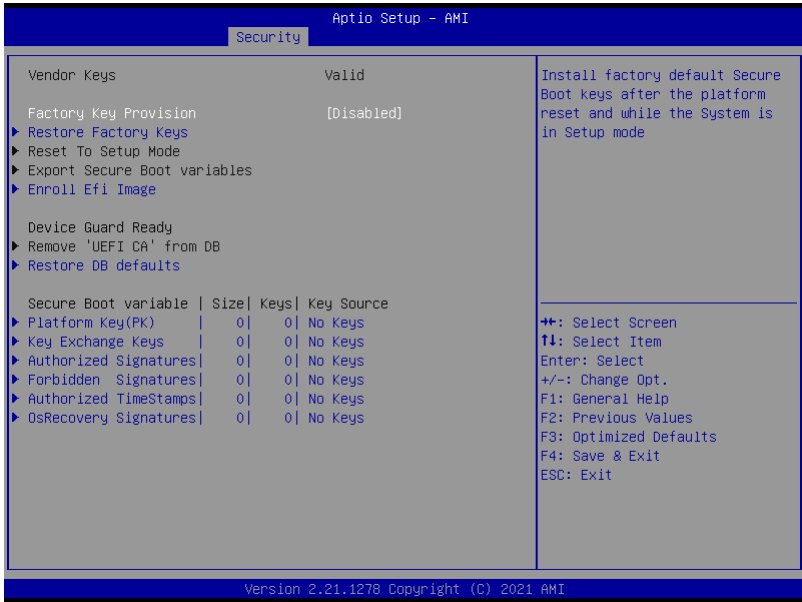 Aptio Setup - AMI
Security
Vendor Keys Valid
Factory Key Provision [Disabled]
Restore Factory Keys
Reset To Setup Mode
Export Secure Boot variables
Enroll Efi Image
Device Guard Ready
Remove 'UEFI CA' from DB
Restore DB defaults
Secure Boot variable | Size| Keys| Key Source
Platform Key(PK) | 0| 0| No Keys
Key Exchange Keys | 0| 0| No Keys
Authorized Signatures| 0| 0| No Keys
Forbidden Signatures| 0| 0| No Keys
Authorized TimeStamps| 0| 0| No Keys
OsRecovery Signatures| 0| 0| No Keys
Install factory default Secure
Boot keys after the platform
reset and while the System is
in Setup mode
→←: Select Screen
↑↓: Select Item
Enter: Select
+/-: Change Opt.
F1: General Help
F2: Previous Values
F3: Optimized Defaults
F4: Save & Exit
ESC: Exit
Version 2.21.1278 Copyright (C) 2021 AMI